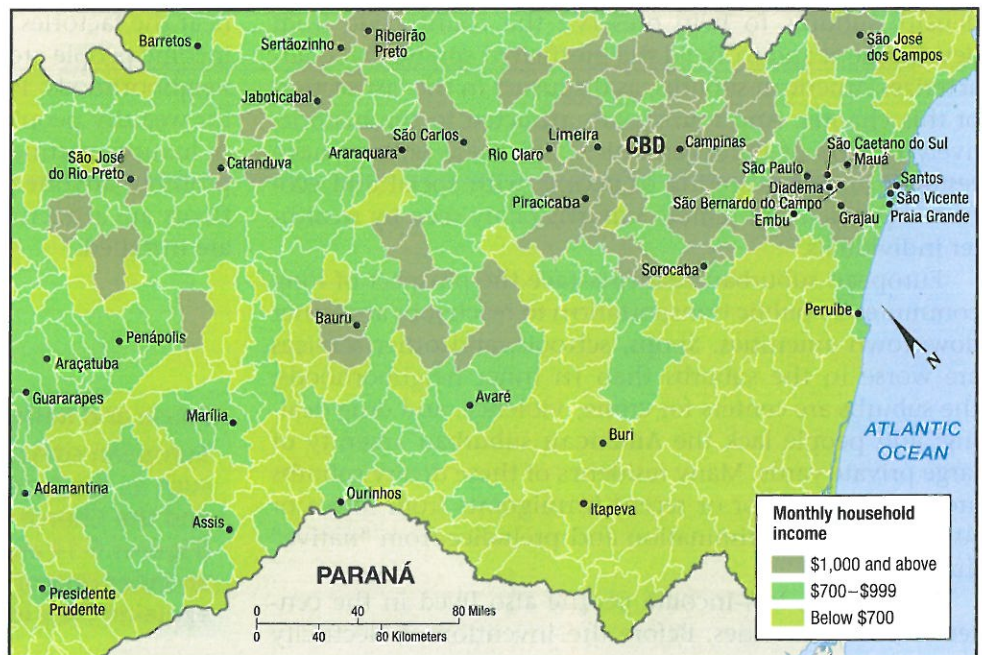 Barretos
Sertãozinho
Ribeirão
Preto
São José
dos Campos
Jaboticabal
São Carlos
Araraquara
Limeira
Rio Claro
CBD
Campinas
São Caetano do Sul
Mauá
São José
do Rio Preto
Catanduva
São Paulo
Diadema
Santos
São Vicente
Praia Grande
Piracicaba
São Bernardo do Campo
Embu
Grajau
Sorocaba
Peruibe
Bauru
Penápolis
Araçatuba
Guararapes
N
Avaré
Marília
Buri
ATLANTIC
OCEAN
Adamantina
Ourinhos
Itapeva
Assis
Monthly household
income
$1,000 and above
$700–$999
Below $700
PARANÁ
Presidente
Prudente
0 40 80 Miles
0 40 80 Kilometers